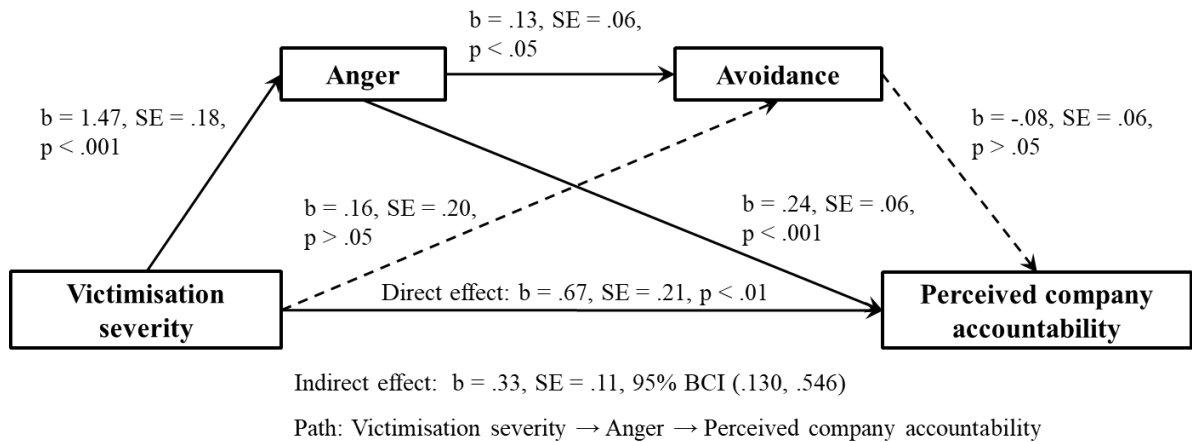 b = .13, SE = .06,
p < .05
Anger
Avoidance
b = 1.47, SE = .18,
p < .001
b = -.08, SE = .06,
p > .05
b = .16, SE = .20,
p > .05
b = .24, SE = .06,
p < .001
Victimisation
severity
Direct effect: b = .67, SE = .21, p < .01
Perceived company
accountability
Indirect effect: b = .33, SE = .11, 95% BCI (.130, .546)
Path: Victimisation severity → Anger → Perceived company accountability